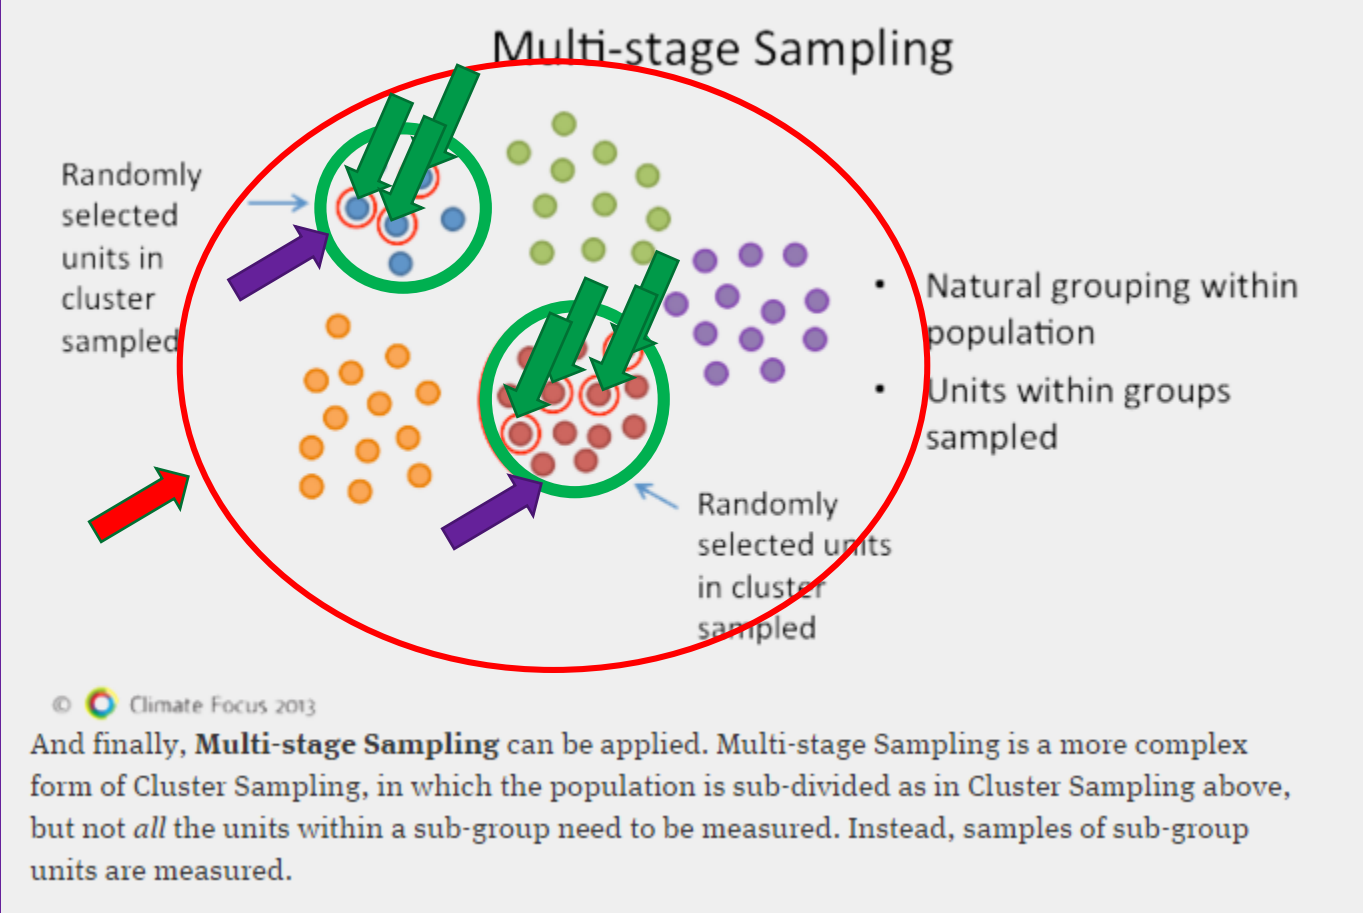 Multi-stage Sampling
Randomly
selected
units in
cluster
sampled
• Natural grouping within
population
• Units within groups
sampled
Randomly
selected units
in cluster
sampled
© Climate Focus 2013
And finally, Multi-stage Sampling can be applied. Multi-stage Sampling is a more complex
form of Cluster Sampling, in which the population is sub-divided as in Cluster Sampling above,
but not all the units within a sub-group need to be measured. Instead, samples of sub-group
units are measured.